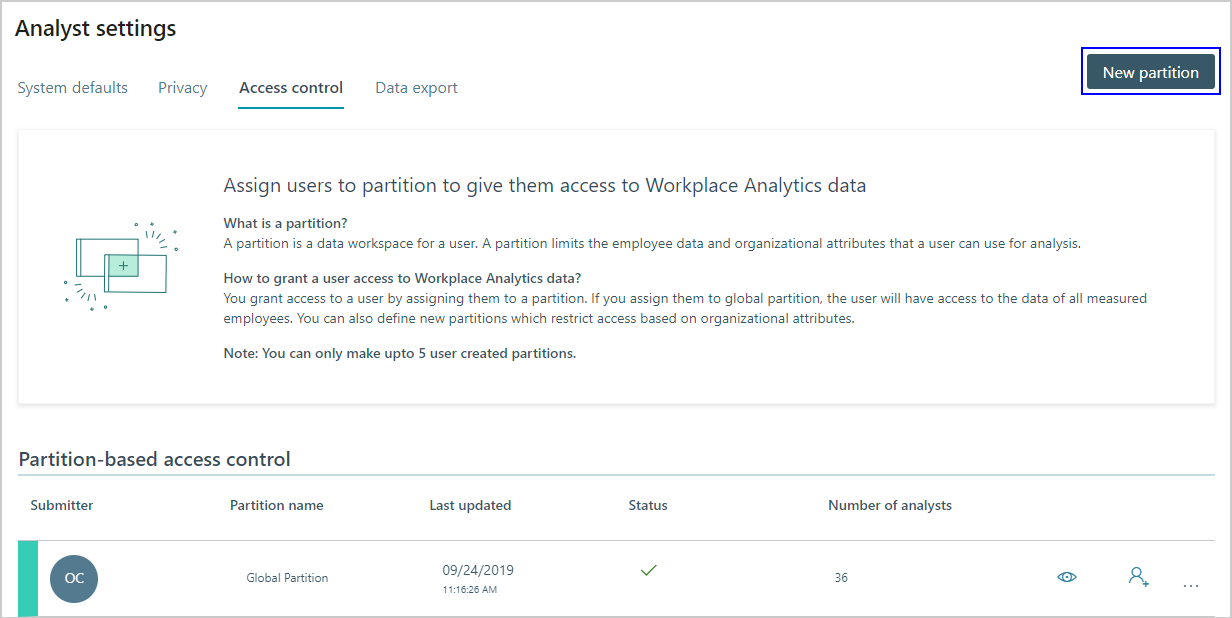 Analyst settings
New partition
System defaults Privacy Access control Data export
Assign users to partition to give them access to Workplace Analytics data
What is a partition?
A partition is a data workspace for a user. A partition limits the employee data and organizational attributes that a user can use for analysis.
How to grant a user access to Workplace Analytics data?
You grant access to a user by assigning them to a partition. If you assign them to global partition, the user will have access to the data of all measured
employees. You can also define new partitions which restrict access based on organizational attributes.
Note: You can only make upto 5 user created partitions.
Partition-based access control
Submitter Partition name Last updated Status Number of analysts
OC Global Partition 09/24/2019 36 ...
11:16:26 AM